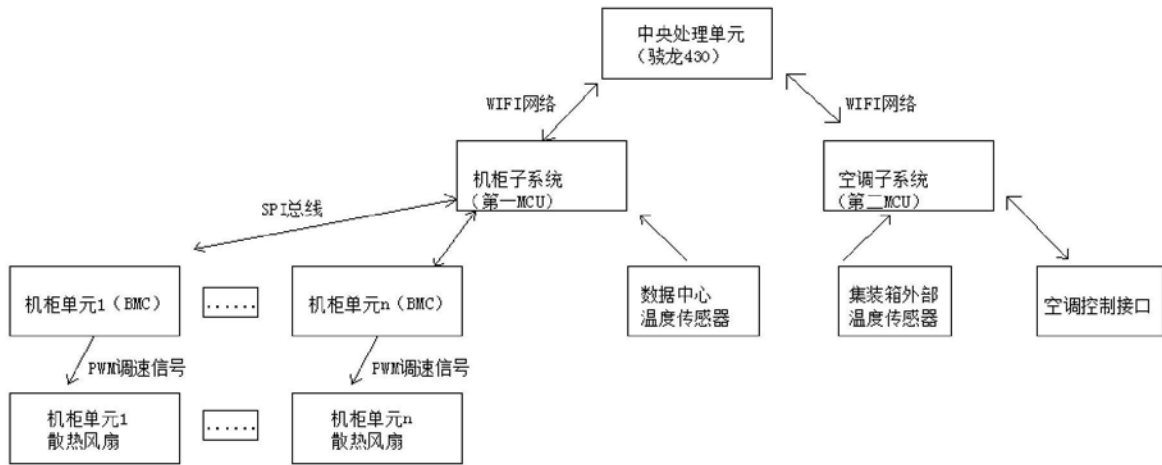 中央处理单元
(骁龙430)
WIFI网络
WIFI网络
机柜子系统
(第一MCU)
空调子系统
(第二MCU)
SPI总线
机柜单元1(BMC)
......
机柜单元n(BMC)
数据中心
温度传感器
集装箱外部
温度传感器
空调控制接口
PWM调速信号
PWM调速信号
机柜单元1
散热风扇
......
机柜单元n
散热风扇